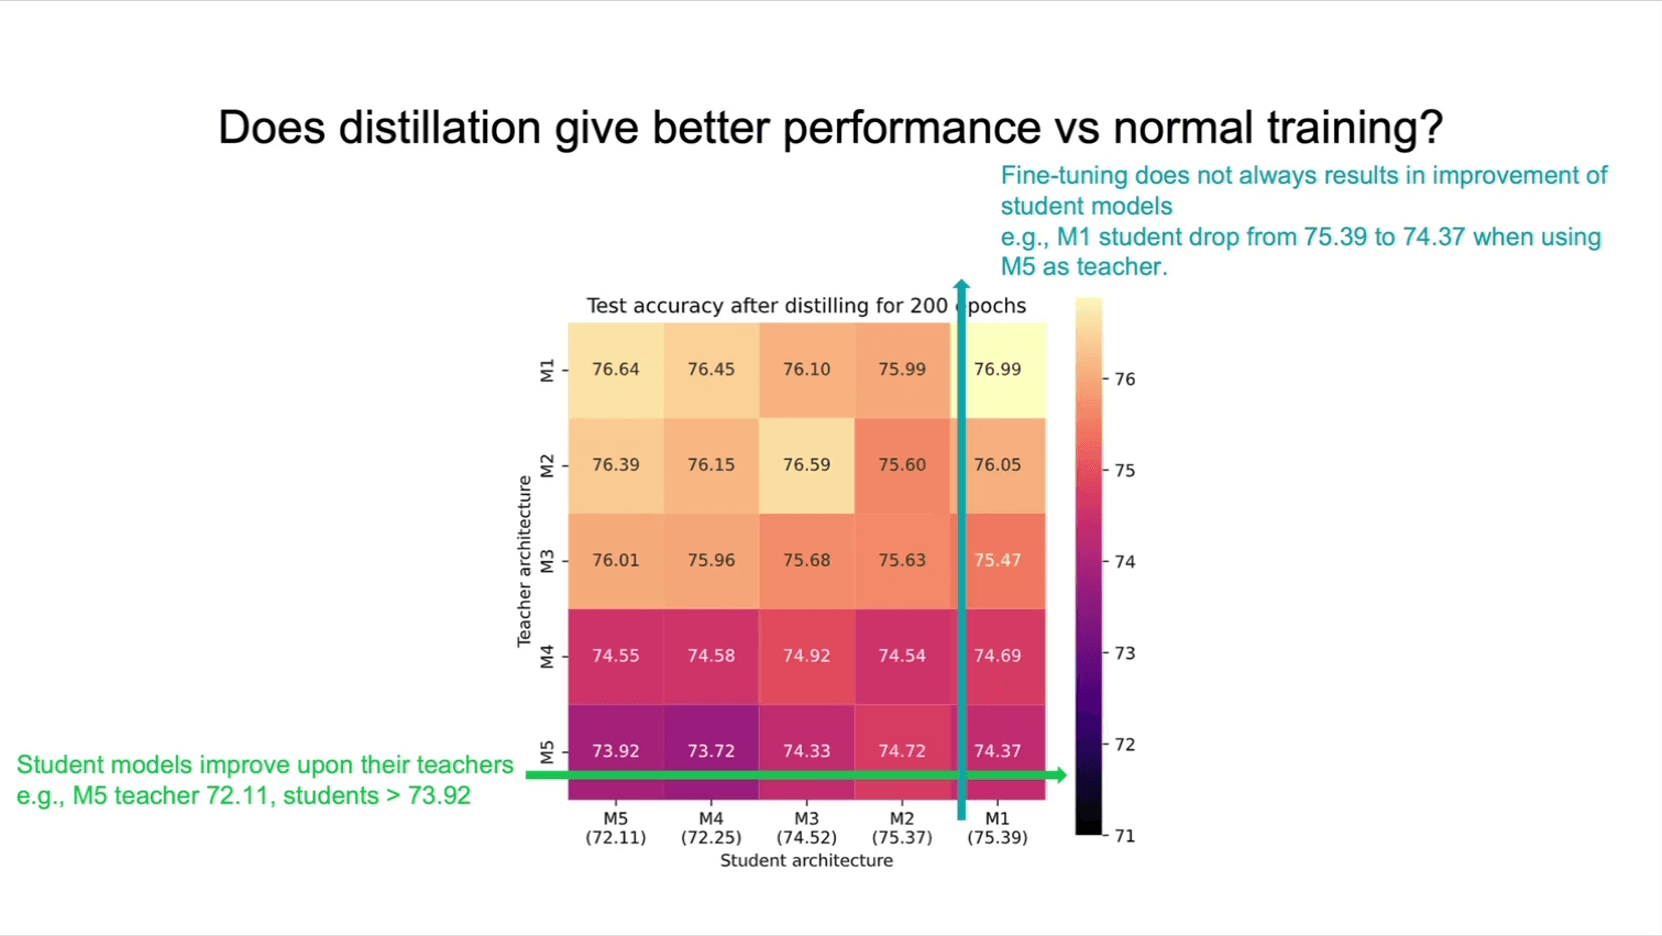 Does distillation give better performance vs normal training?
Fine-tuning does not always results in improvement of
student models
e.g., M1 student drop from 75.39 to 74.37 when using
M5 as teacher.
Test accuracy after distilling for 200 epochs
M1 76.64 76.45 76.10 75.99 76.99
M2 76.39 76.15 76.59 75.60 76.05
M3 76.01 75.96 75.68 75.63 75.47
M4 74.55 74.58 74.92 74.54 74.69
M5 73.92 73.72 74.33 74.72 74.37
Teacher architecture
M5 M4 M3 M2 M1
(72.11) (72.25) (74.52) (75.37) (75.39)
Student architecture
76
75
74
73
72
71
Student models improve upon their teachers
e.g., M5 teacher 72.11, students > 73.92